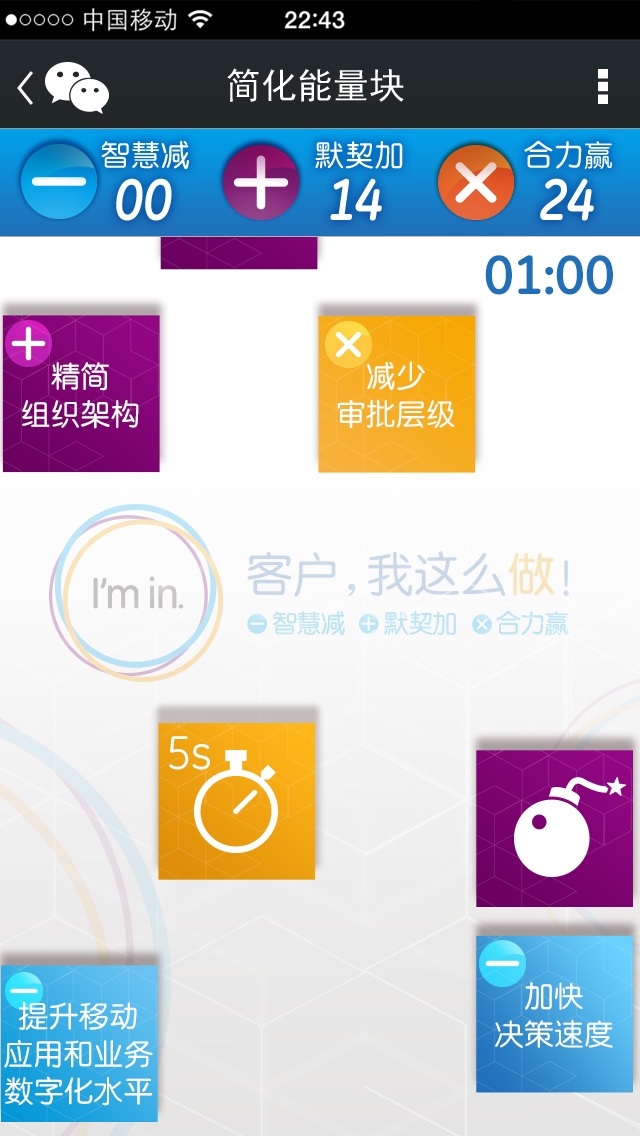 中国移动 22:43
简化能量块
智慧减 默契加 合力赢
00 14 24
01:00
精简
组织架构
减少
审批层级
I'm in.
客户，我这么做！
智慧减 默契加 合力赢
5s
提升移动
应用和业务
数字化水平
加快
决策速度